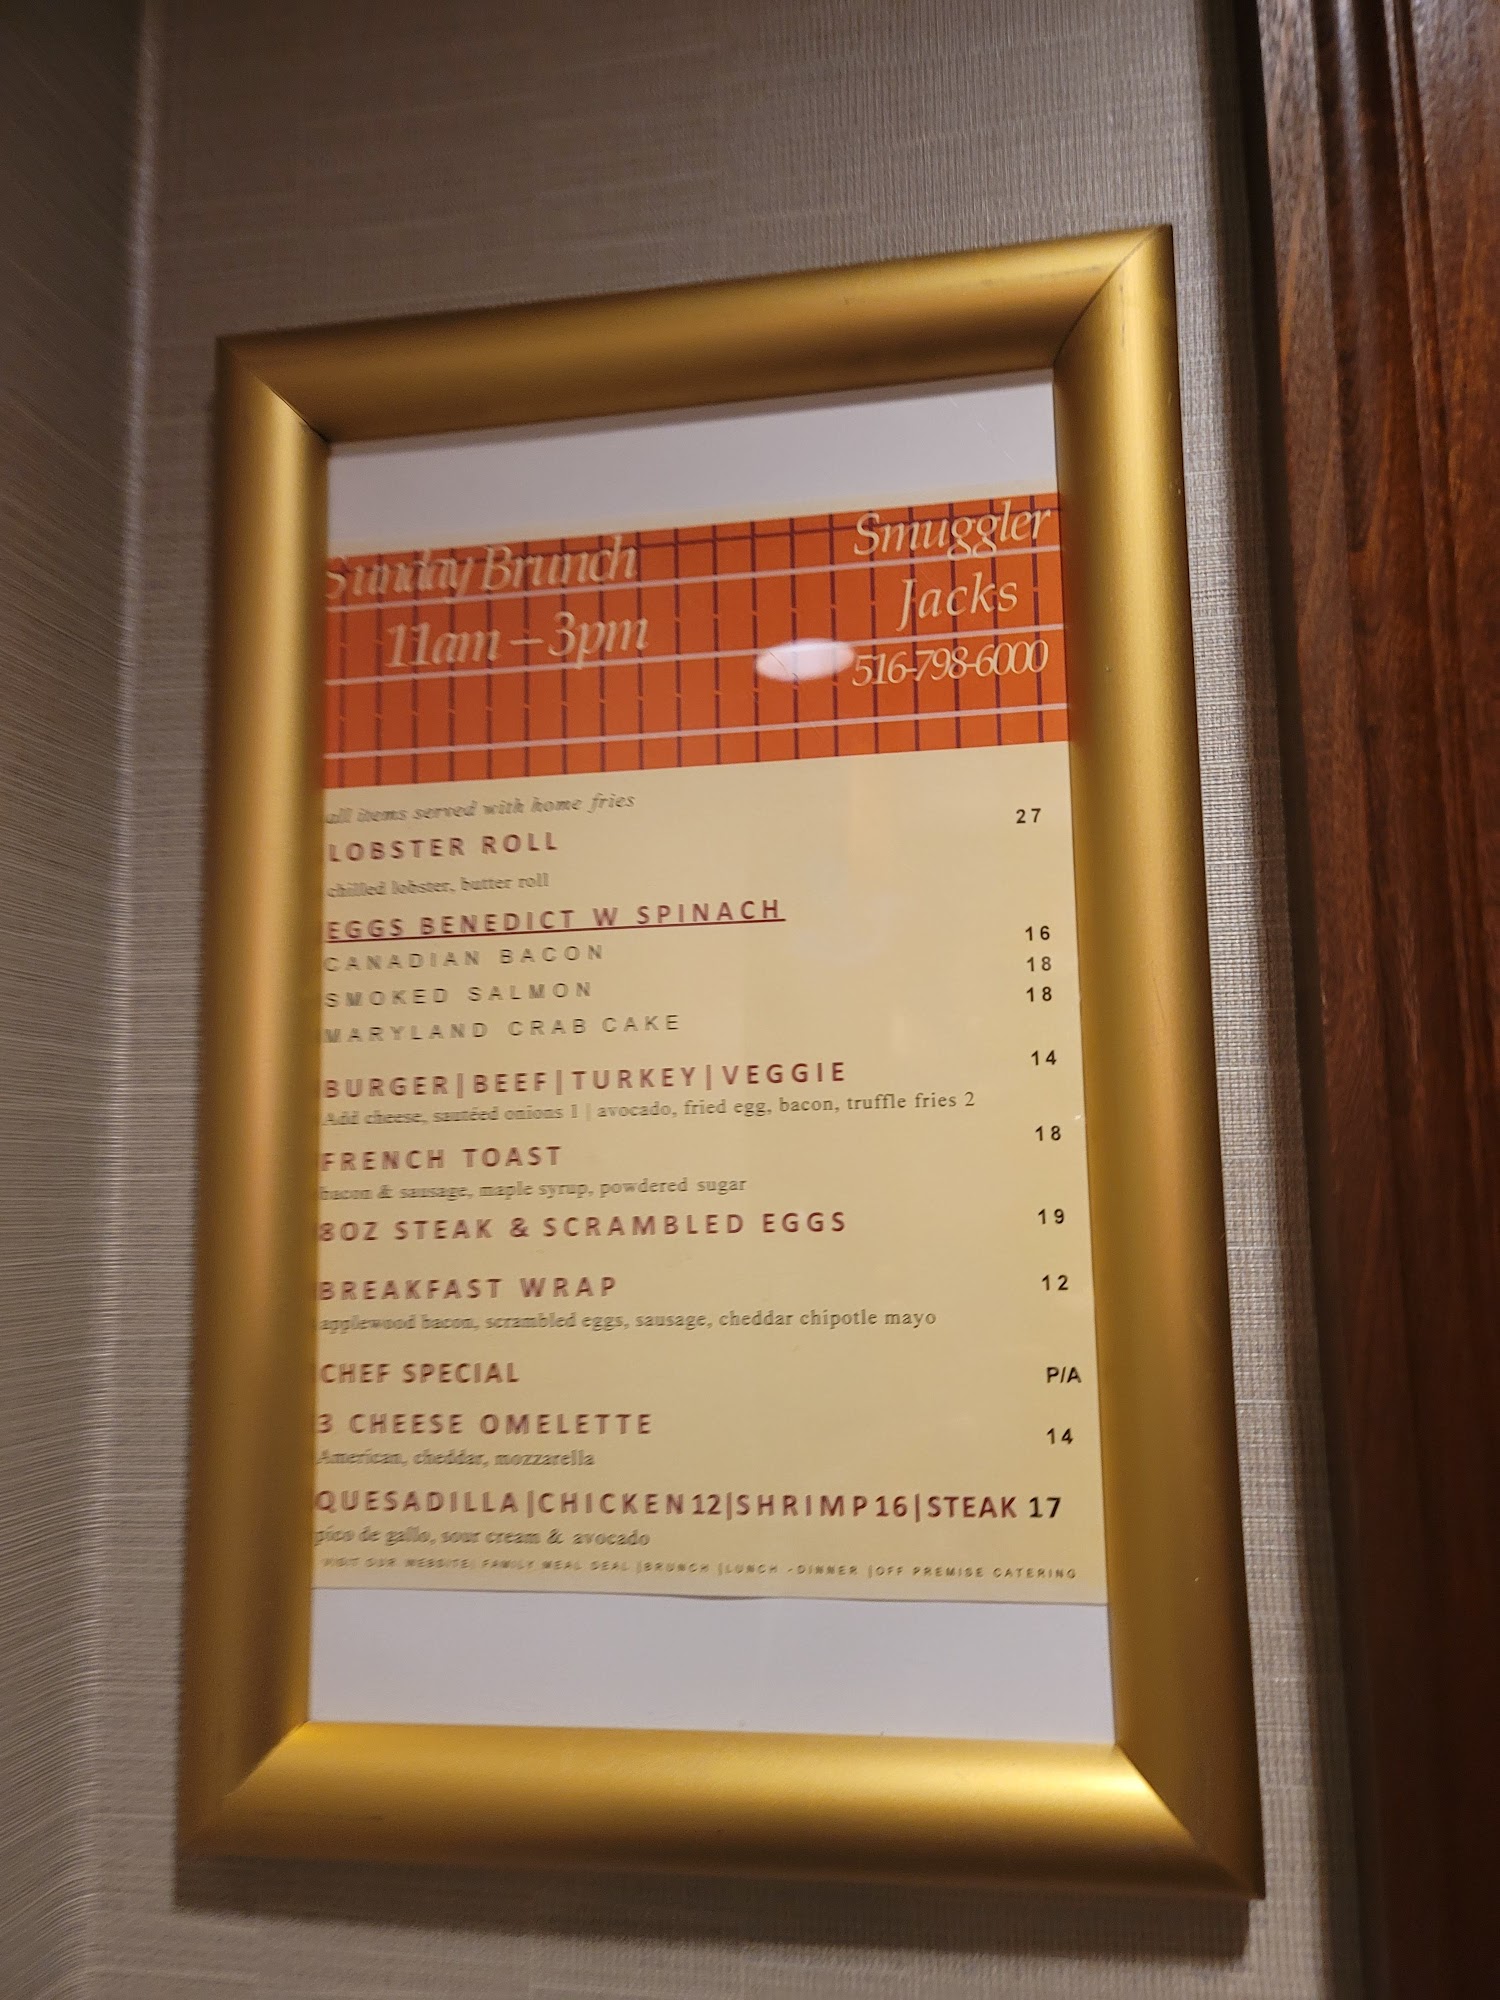 Sunday Brunch
11am – 3pm
Smuggler
Jacks
516-798-6000
all items served with home fries
LOBSTER ROLL 27
chilled lobster, butter roll
EGGS BENEDICT W SPINACH
CANADIAN BACON 16
SMOKED SALMON 18
MARYLAND CRAB CAKE 18
BURGER|BEEF|TURKEY|VEGGIE 14
Add cheese, sautéed onions 1 | avocado, fried egg, bacon, truffle fries 2
FRENCH TOAST 18
bacon & sausage, maple syrup, powdered sugar
8OZ STEAK & SCRAMBLED EGGS 19
BREAKFAST WRAP 12
applewood bacon, scrambled eggs, sausage, cheddar chipotle mayo
CHEF SPECIAL P/A
3 CHEESE OMELETTE 14
American, cheddar, mozzarella
QUESADILLA|CHICKEN 12|SHRIMP 16|STEAK 17
pico de gallo, sour cream & avocado
VISIT OUR WEBSITE| FAMILY MEAL DEAL |BRUNCH |LUNCH -DINNER |OFF PREMISE CATERING